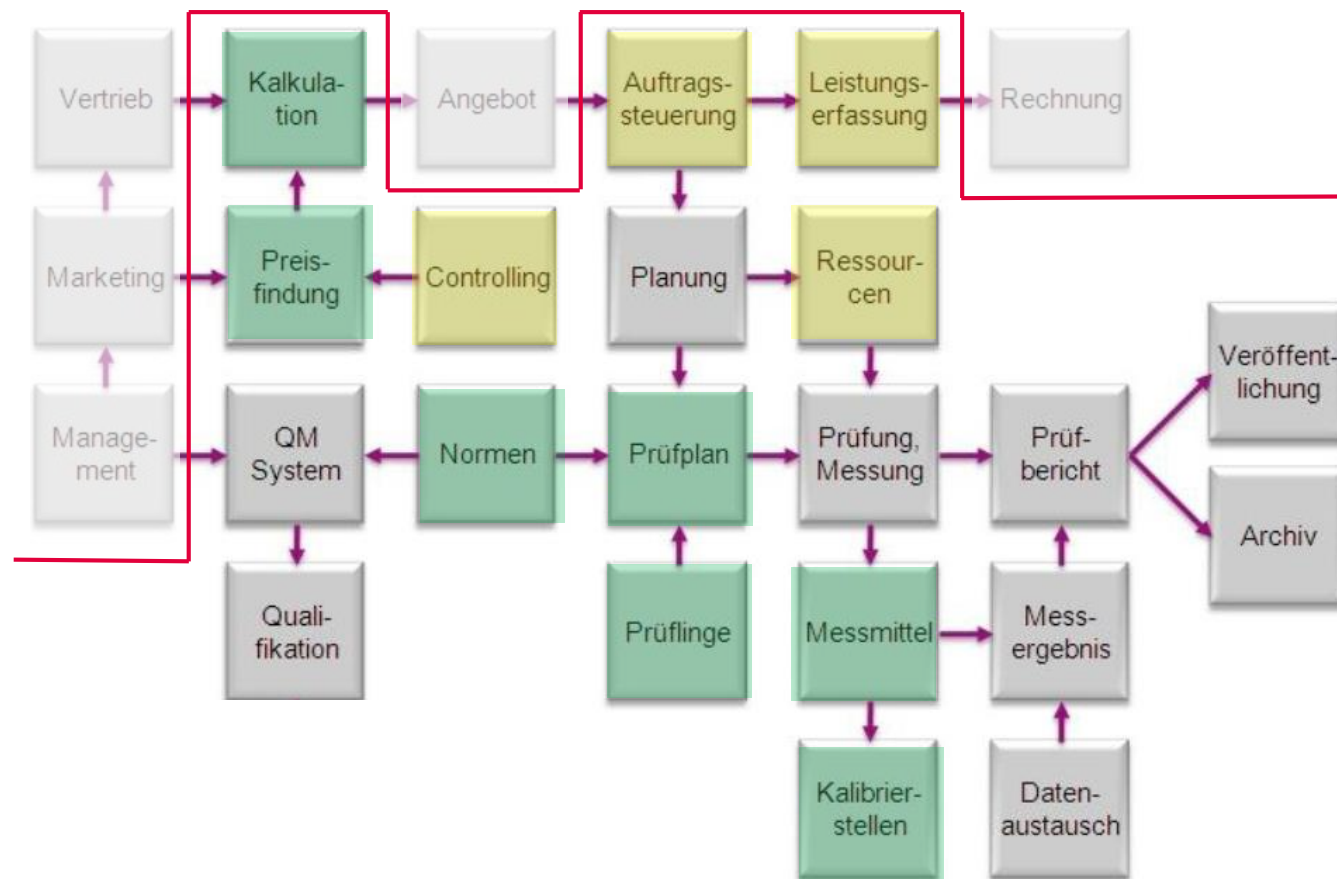 Vertrieb
Kalkula-
tion
Angebot
Auftrags-
steuerung
Leistungs-
erfassung
Rechnung
Marketing
Preis-
findung
Controlling
Planung
Ressour-
cen
Veröffent-
lichung
Manage-
ment
QM
System
Normen
Prüfplan
Prüfung,
Messung
Prüf-
bericht
Archiv
Quali-
fikation
Prüflinge
Messmittel
Mess-
ergebnis
Kalibrier-
stellen
Daten-
austausch